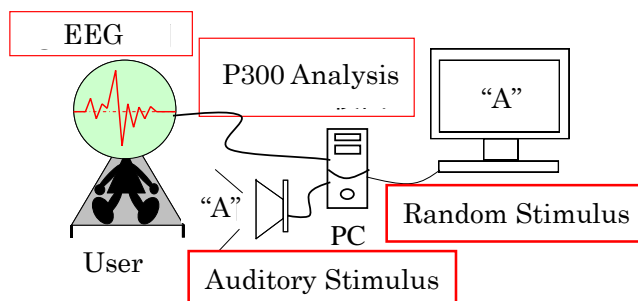 EEG
P300 Analysis
“A”
“A”
User
PC
Random Stimulus
Auditory Stimulus